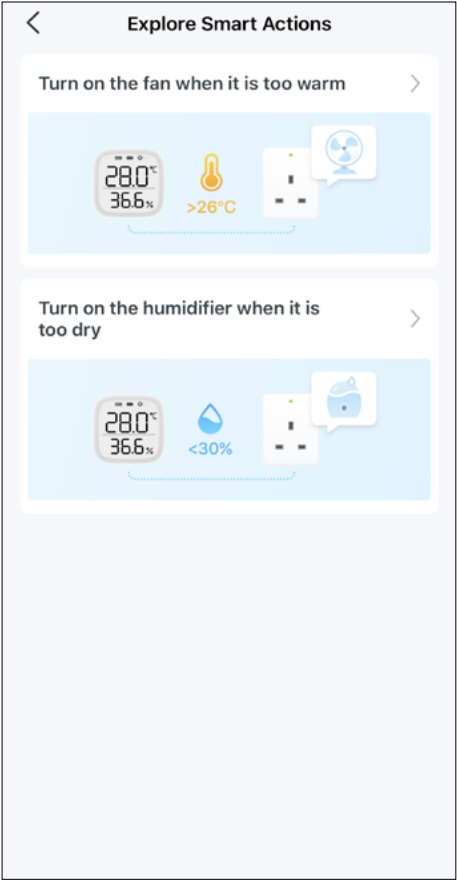 Explore Smart Actions
Turn on the fan when it is too warm
28.0°C
36.6%
>26°C
Turn on the humidifier when it is
too dry
28.0°C
36.6%
<30%